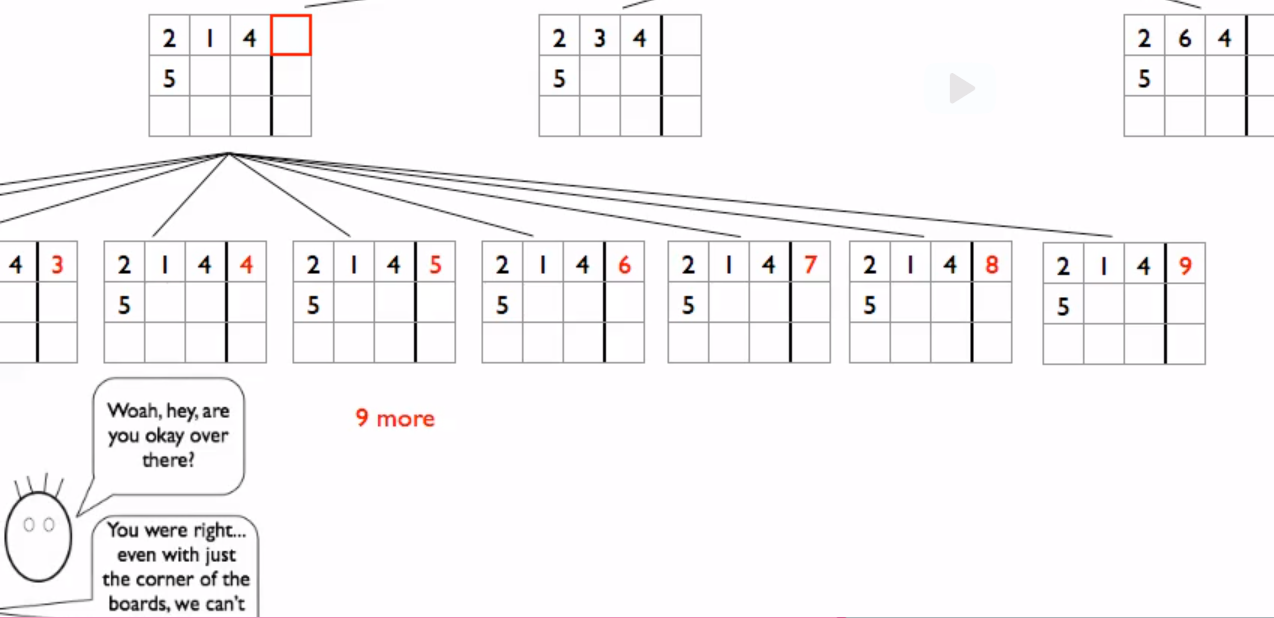 2 1 4
5
2 3 4
5
2 6 4
5
4 3
2 1 4 4
5
2 1 4 5
5
2 1 4 6
5
2 1 4 7
5
2 1 4 8
5
2 1 4 9
5
Woah, hey, are
you okay over
there?
9 more
You were right...
even with just
the corner of the
boards, we can't